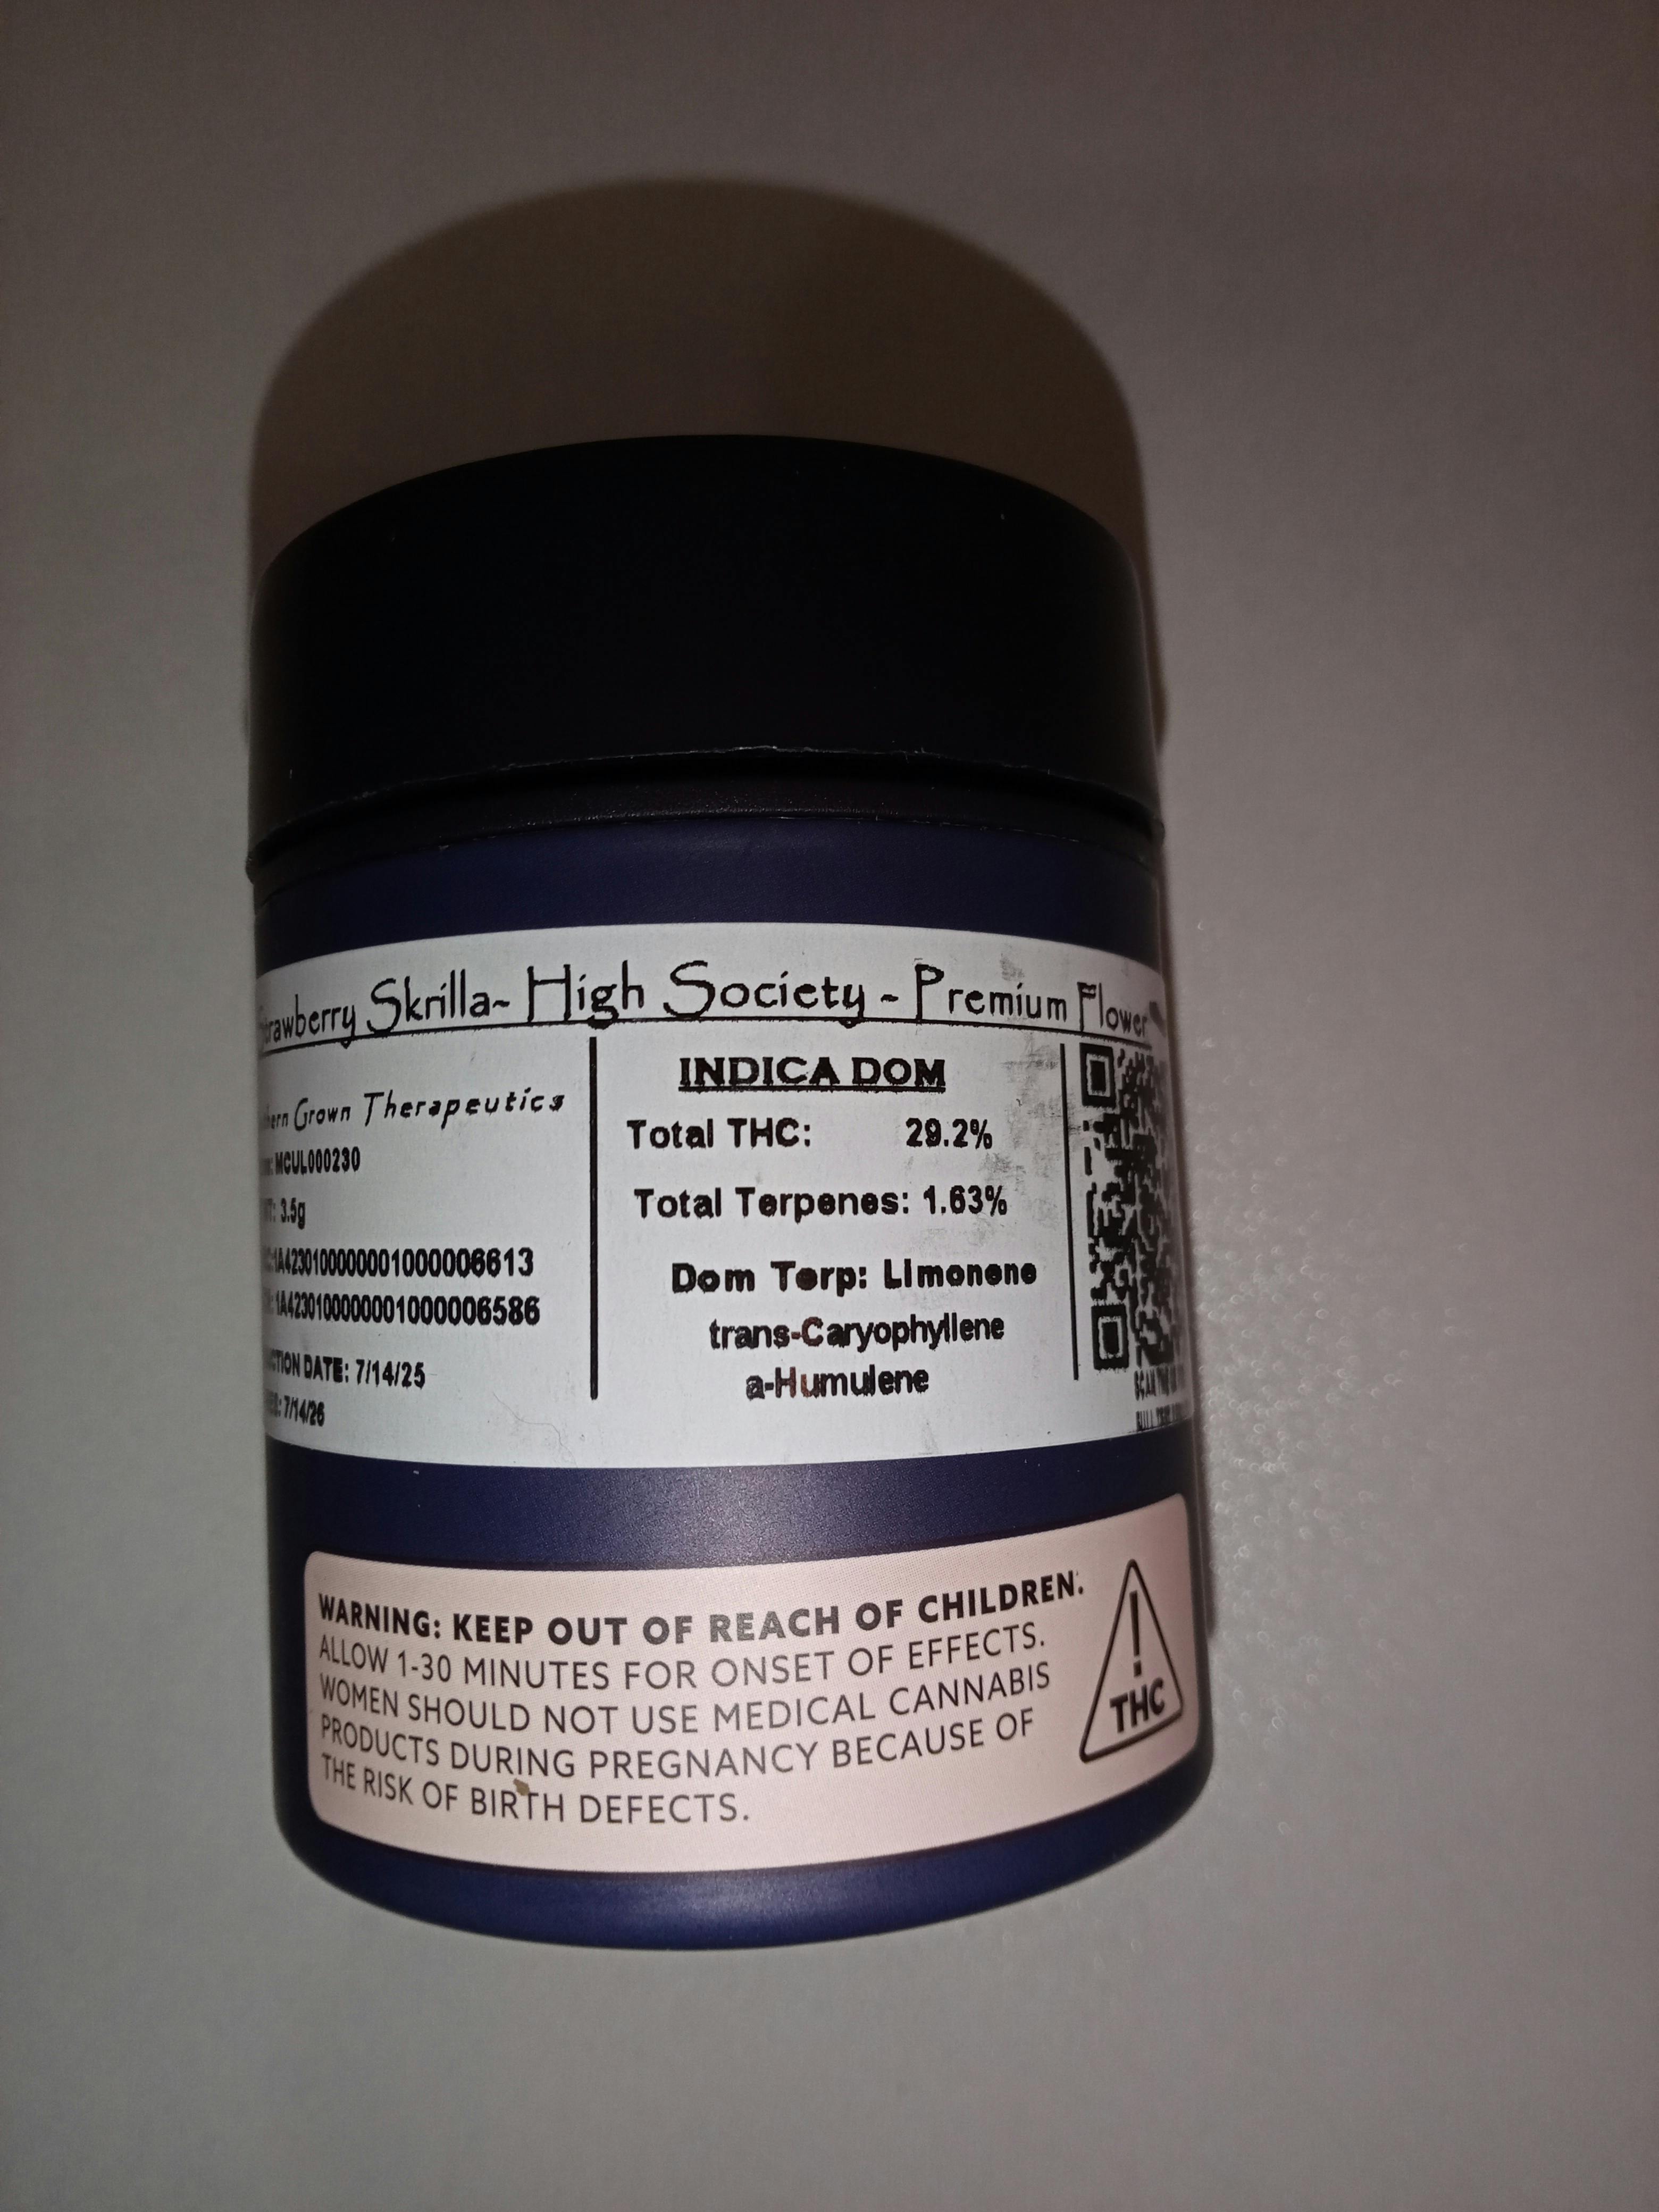 Strawberry Skrilla~ High Society ~ Premium Flower
Grown Therapeutics
MCUL000230
3.5g
1A4230100000001000006613
1A4230100000001000006586
DATE: 7/14/25
7/14/26
INDICA DOM
Total THC: 29.2%
Total Terpenes: 1.63%
Dom Terp: Limonene
trans-Caryophyllene
a-Humulene
SCAN
WARNING: KEEP OUT OF REACH OF CHILDREN.
ALLOW 1-30 MINUTES FOR ONSET OF EFFECTS.
WOMEN SHOULD NOT USE MEDICAL CANNABIS
PRODUCTS DURING PREGNANCY BECAUSE OF
THE RISK OF BIRTH DEFECTS.
!
THC